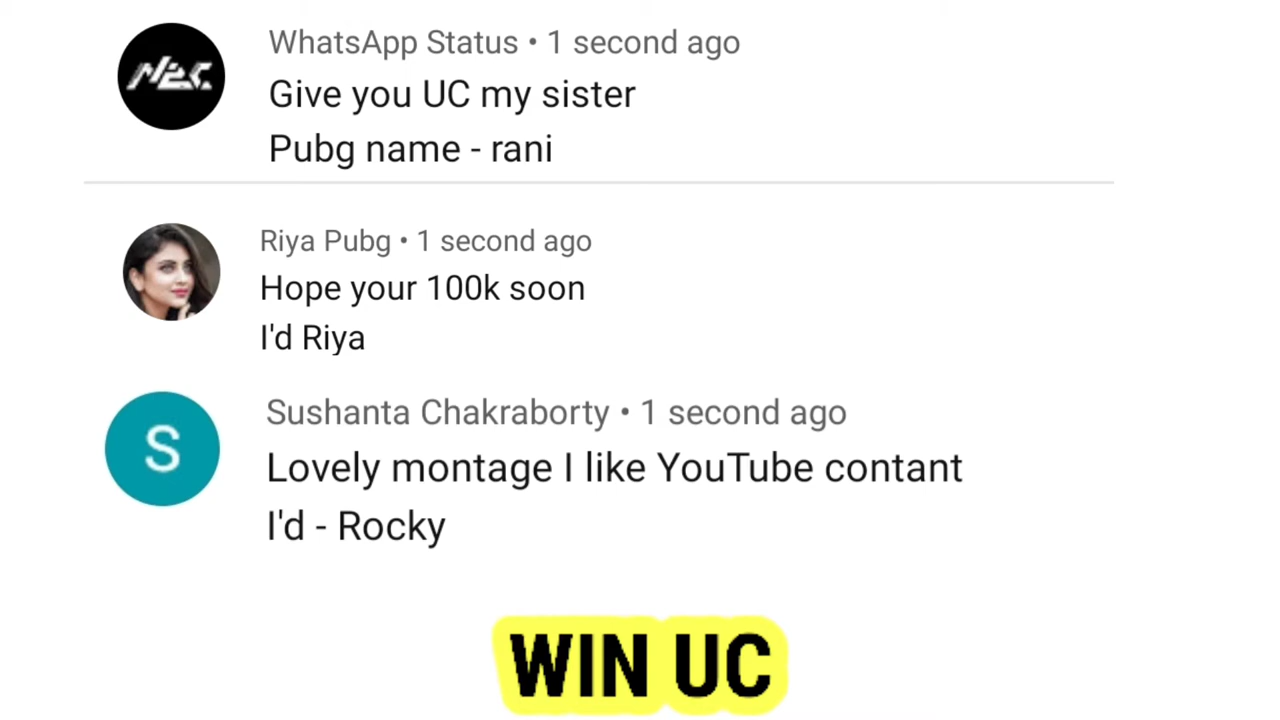 N2C.
WhatsApp Status • 1 second ago
Give you UC my sister
Pubg name - rani
Riya Pubg • 1 second ago
Hope your 100k soon
I'd Riya
S
Sushanta Chakraborty • 1 second ago
Lovely montage I like YouTube contant
I'd - Rocky
WIN UC